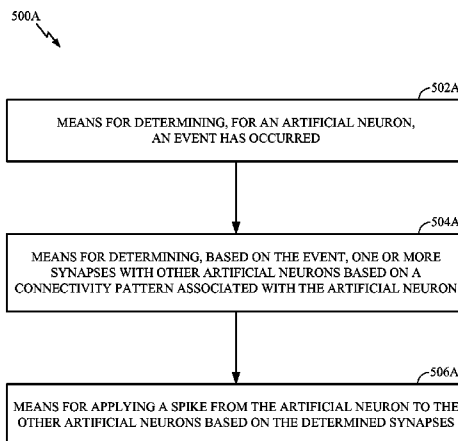 500A
502A
MEANS FOR DETERMINING, FOR AN ARTIFICIAL NEURON,
AN EVENT HAS OCCURRED
504A
MEANS FOR DETERMINING, BASED ON THE EVENT, ONE OR MORE
SYNAPSES WITH OTHER ARTIFICIAL NEURONS BASED ON A
CONNECTIVITY PATTERN ASSOCIATED WITH THE ARTIFICIAL NEURON
506A
MEANS FOR APPLYING A SPIKE FROM THE ARTIFICIAL NEURON TO THE
OTHER ARTIFICIAL NEURONS BASED ON THE DETERMINED SYNAPSES